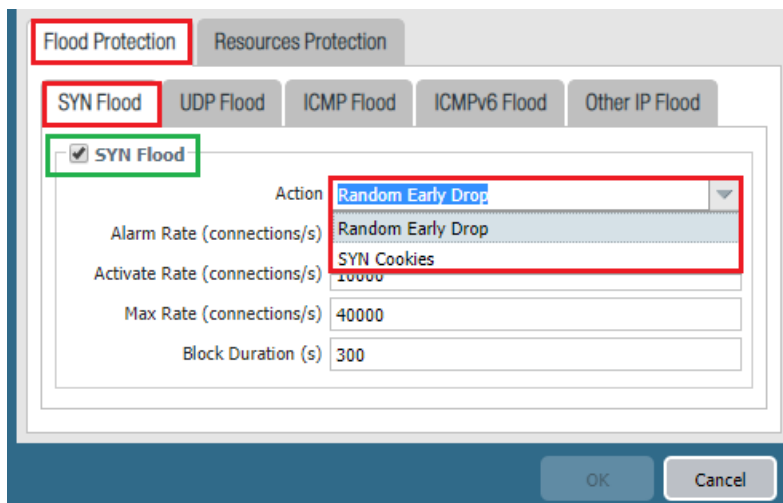 Flood Protection Resources Protection
SYN Flood UDP Flood ICMP Flood ICMPv6 Flood Other IP Flood
SYN Flood
Action Random Early Drop
Alarm Rate (connections/s) Random Early Drop
SYN Cookies
Activate Rate (connections/s) 10000
Max Rate (connections/s) 40000
Block Duration (s) 300
OK Cancel